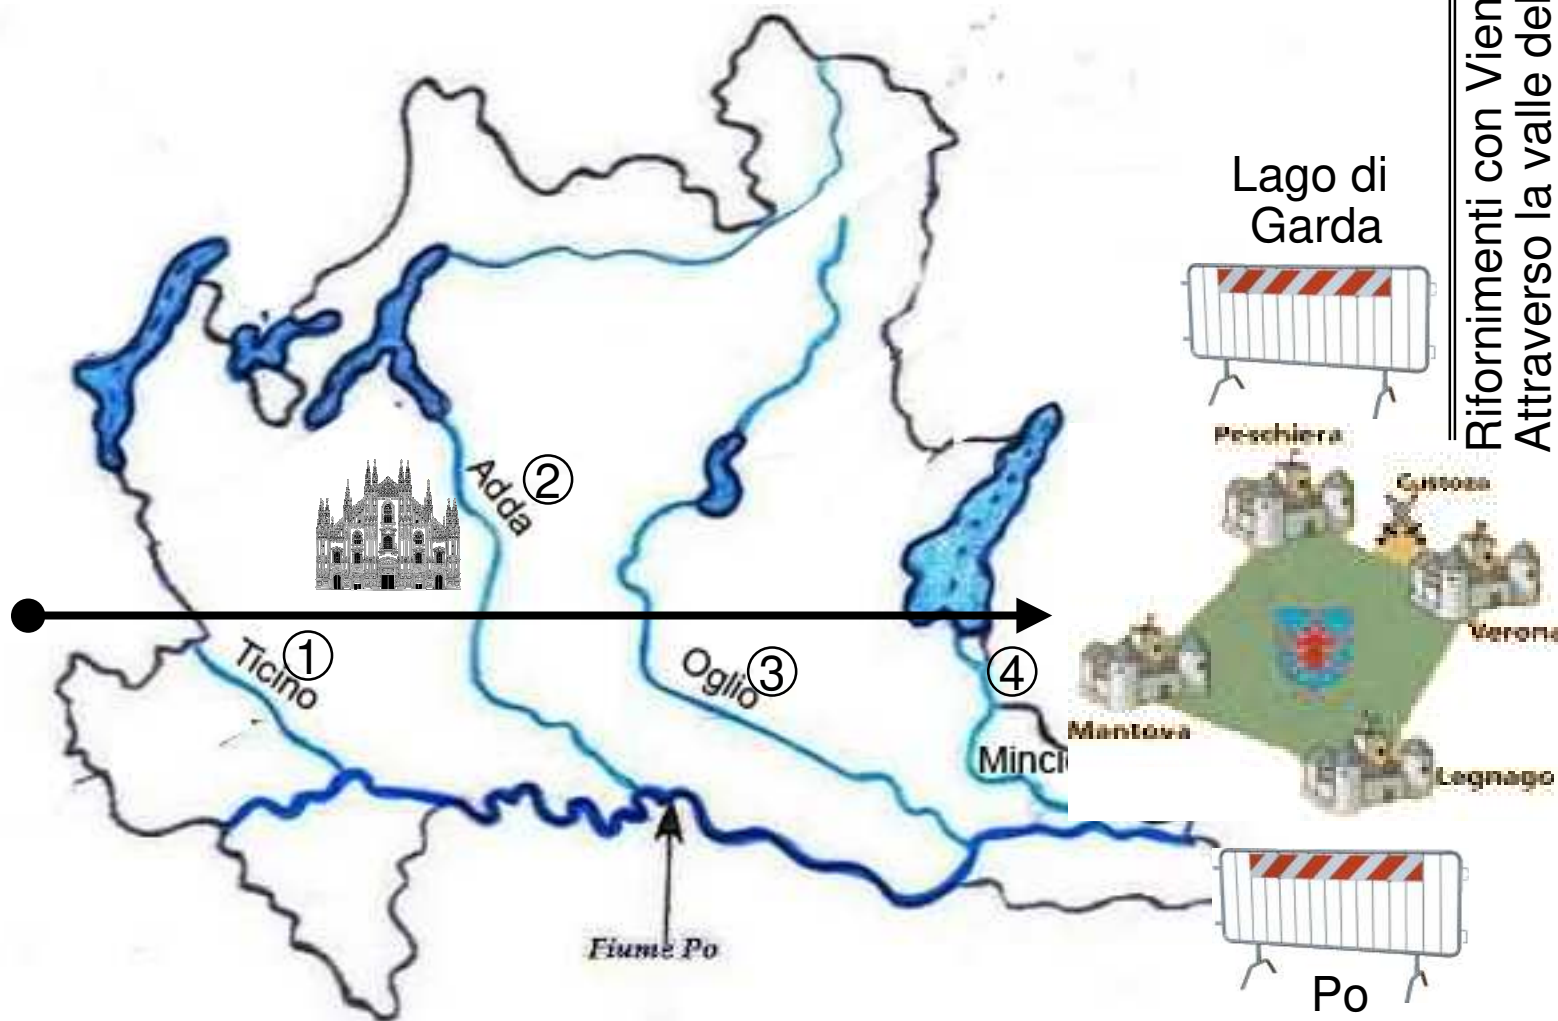 Rifornimenti con Vien
Attraverso la valle del
Lago di
Garda
Peschiera
Custoza
Adda
②
Verona
Ticino
①
Oglio
③
④
Mantova
Minci
Legnago
Fiume Po
Po